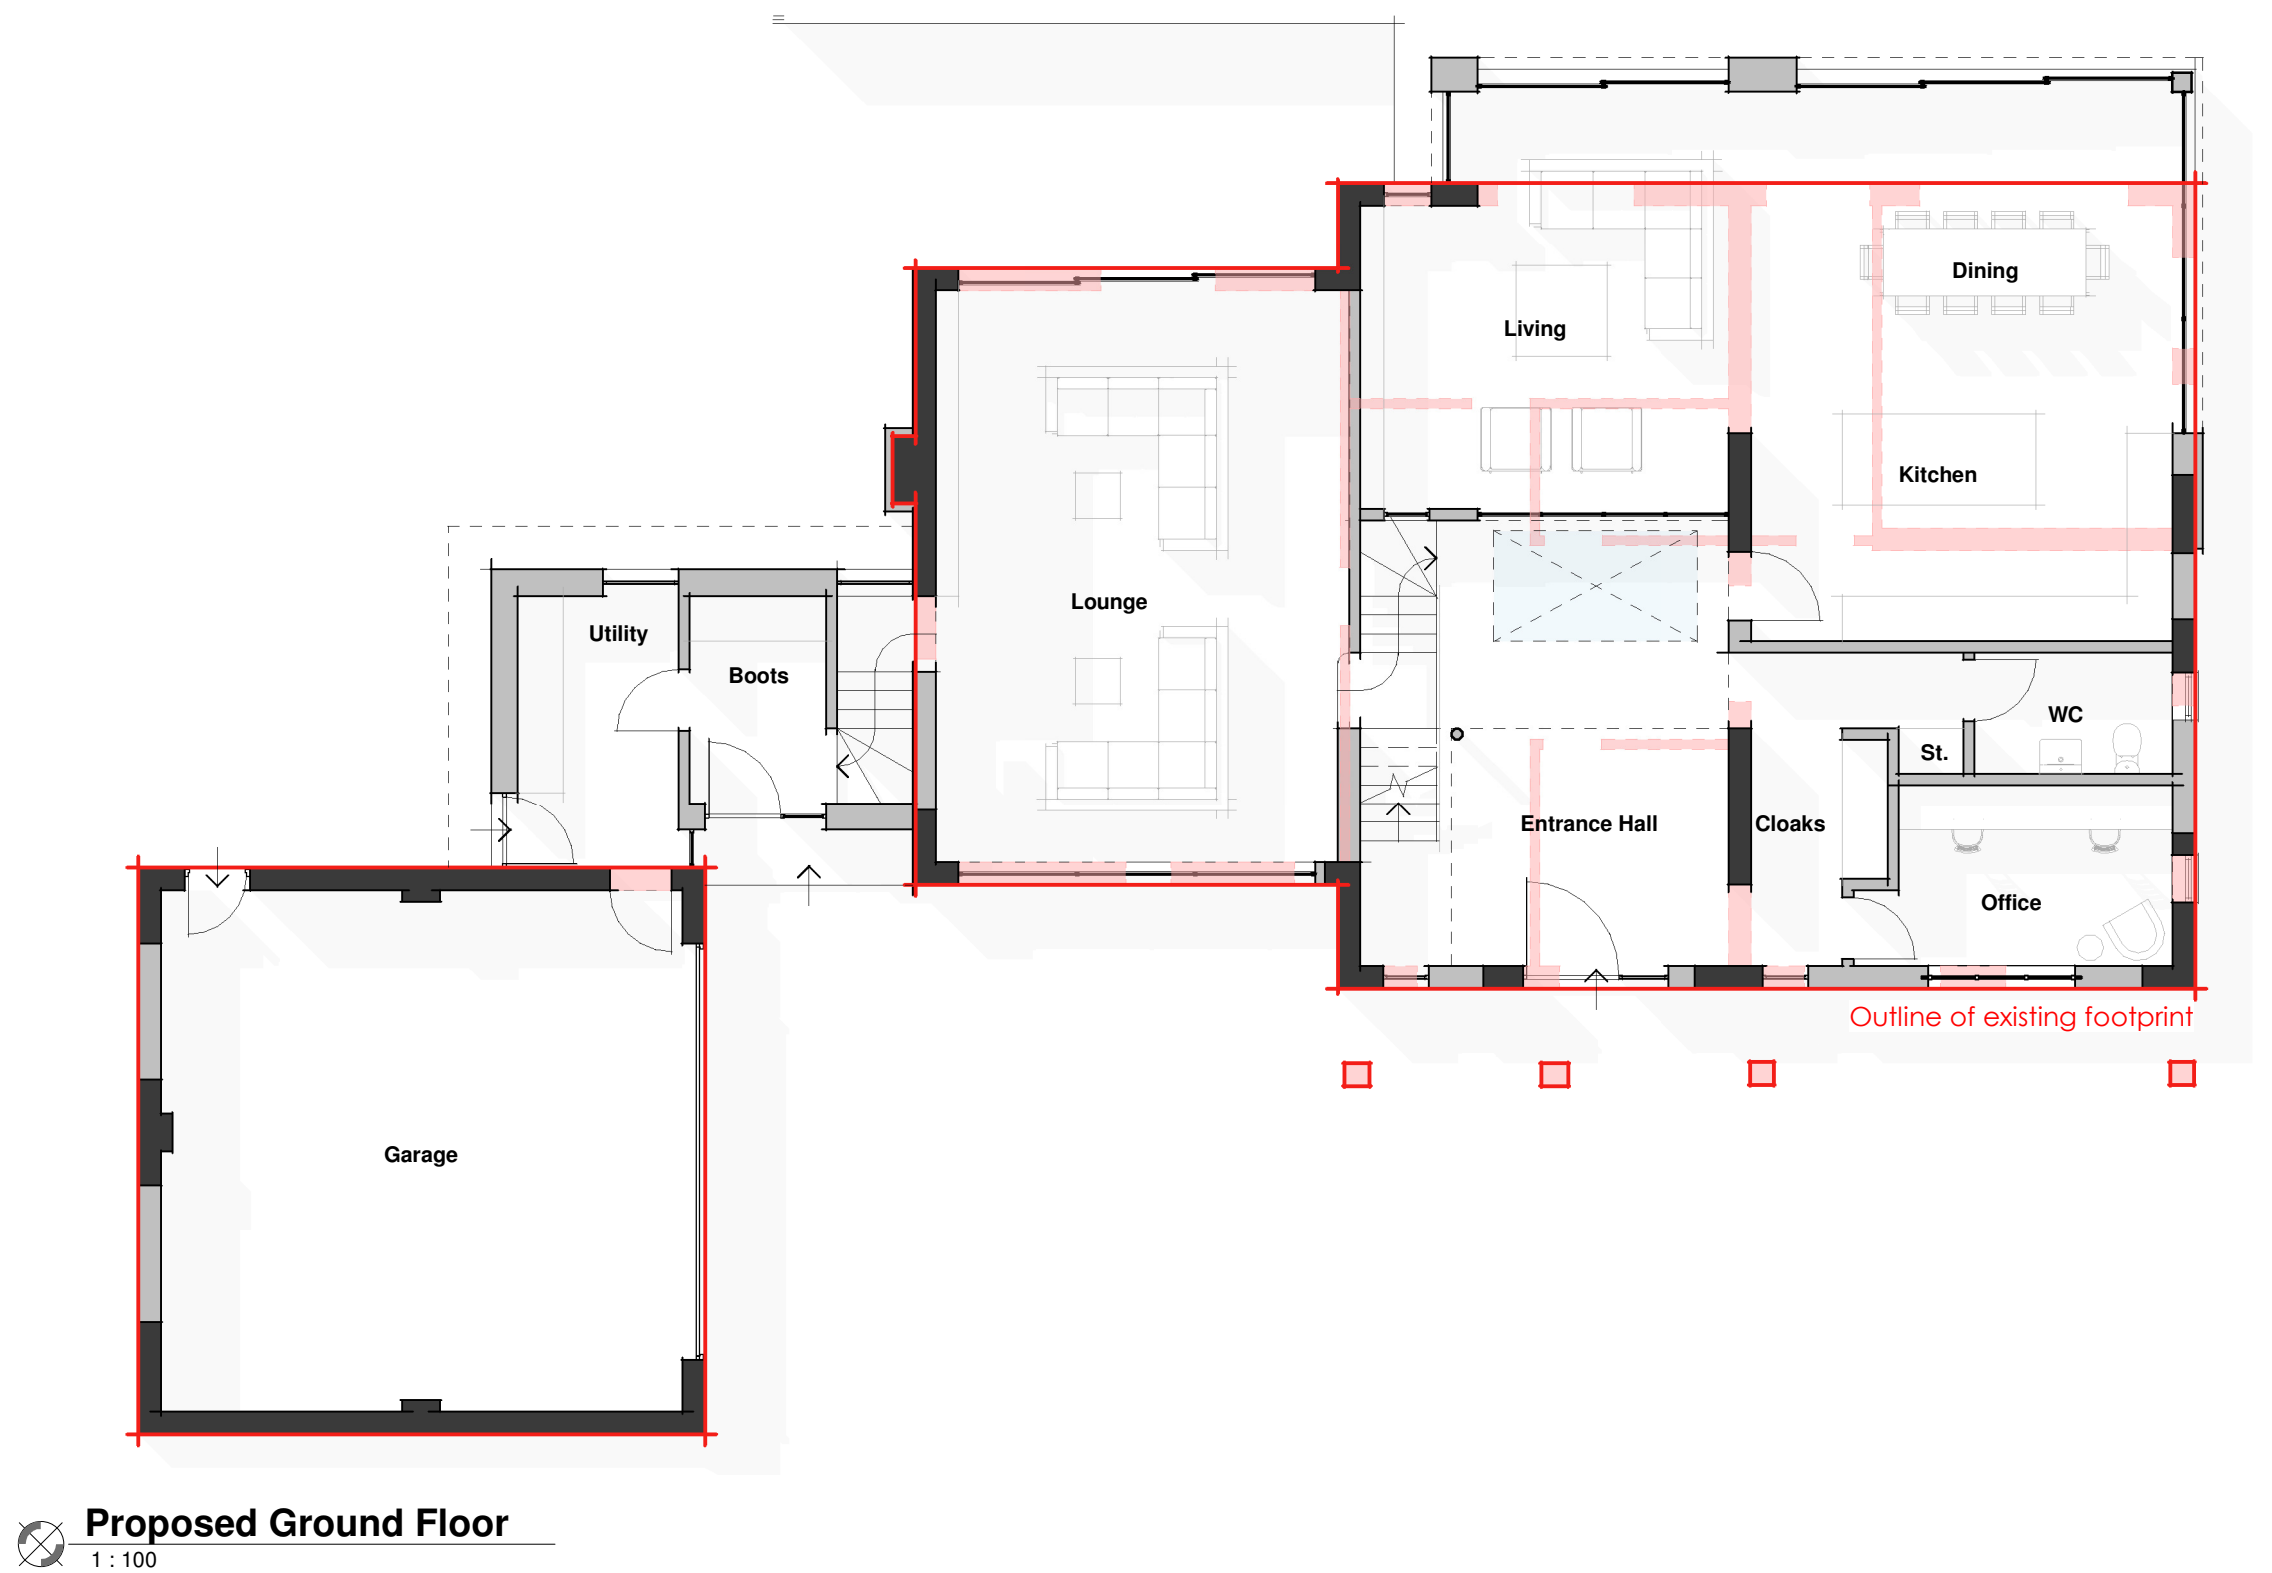 Dining
Living
Kitchen
Lounge
Utility
Boots
WC
St.
Entrance Hall
Cloaks
Office
Outline of existing footprint
Garage
Proposed Ground Floor
1 : 100